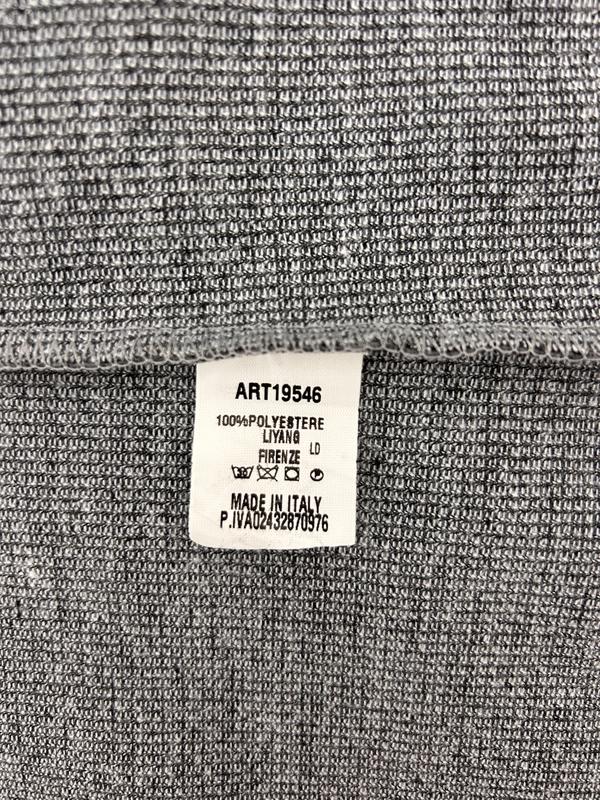 ART19546
100%POLYESTERE
LIYANG
LD
FIRENZE
MADE IN ITALY
P.IVA02432870976